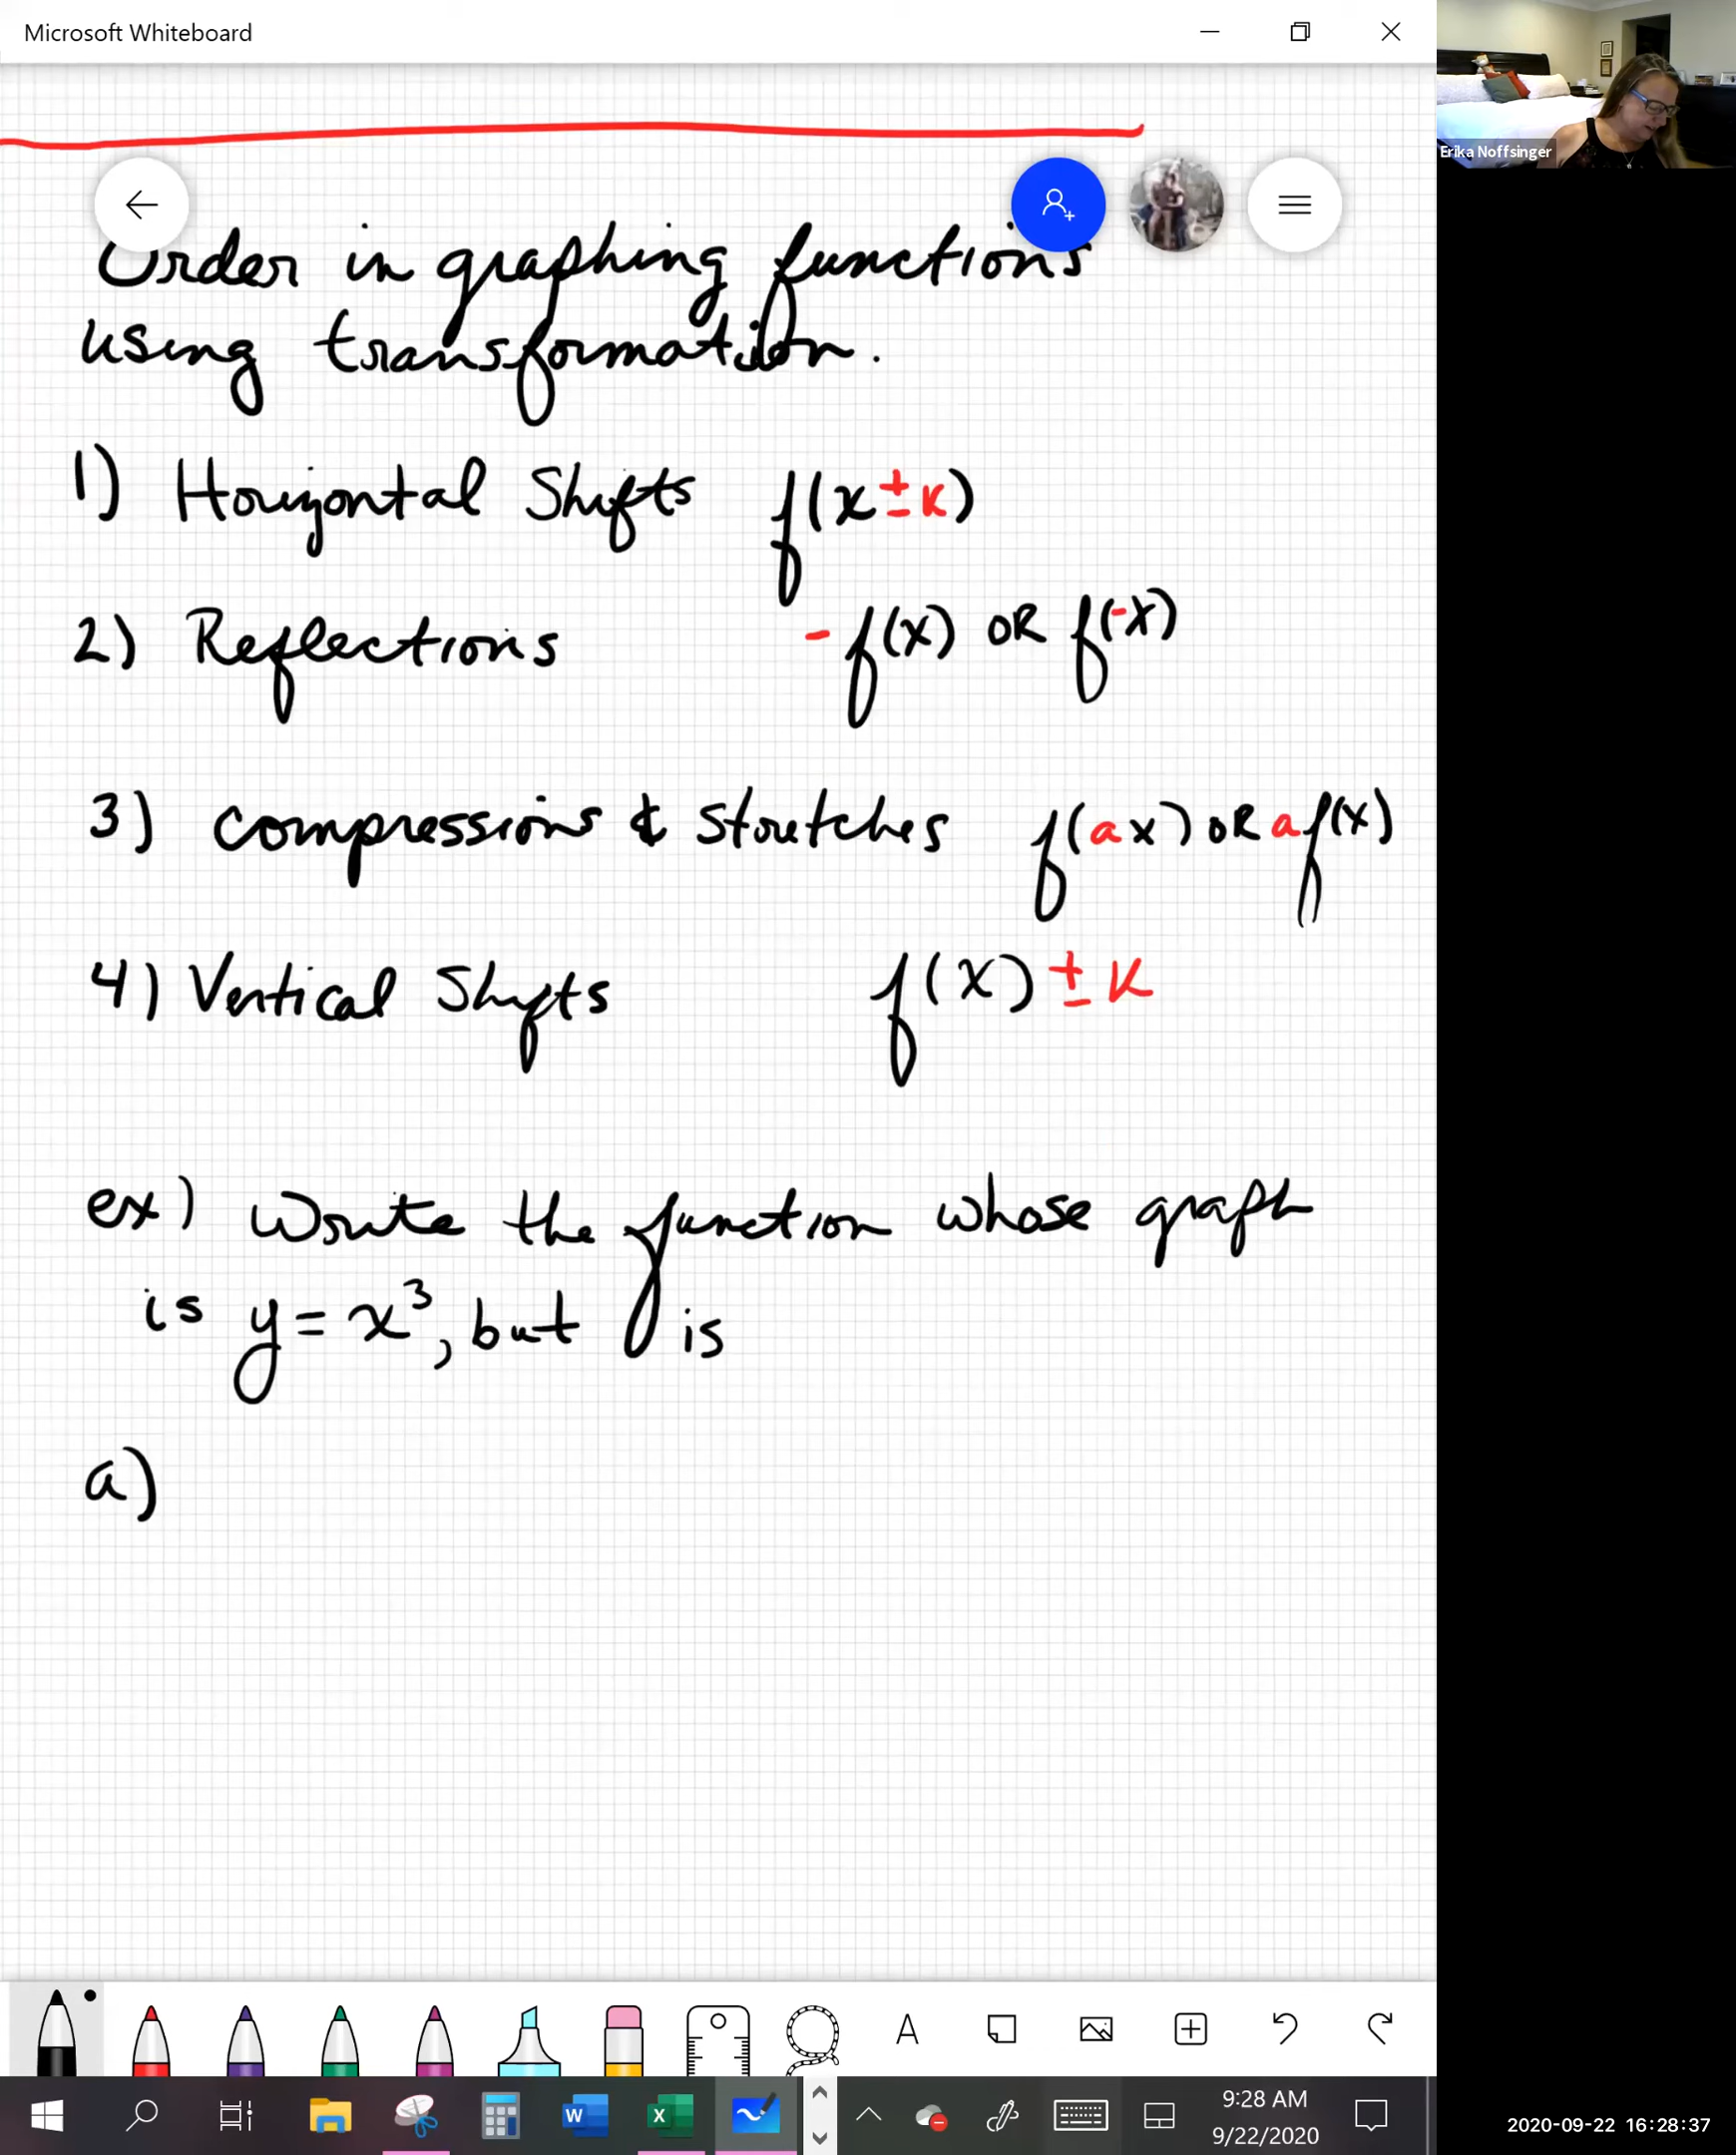 Microsoft Whiteboard
Erika Noffsinger
Order in graphing functions
using transformation.
1) Horizontal Shifts f(x ± K)
2) Reflections - f(x) OR f(-x)
3) Compressions & Stretches f(ax) OR a f(x)
4) Vertical Shifts f(x) ± K
ex) Write the function whose graph
is y = x³, but is
a)
A
W
X
9:28 AM
9/22/2020
2020-09-22 16:28:37